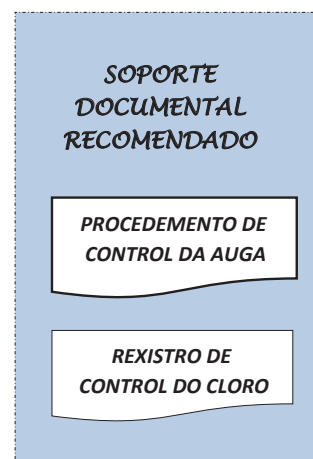 SOPORTE
DOCUMENTAL
RECOMENDADO
PROCEDEMENTO DE
CONTROL DA AUGA
REXISTRO DE
CONTROL DO CLORO